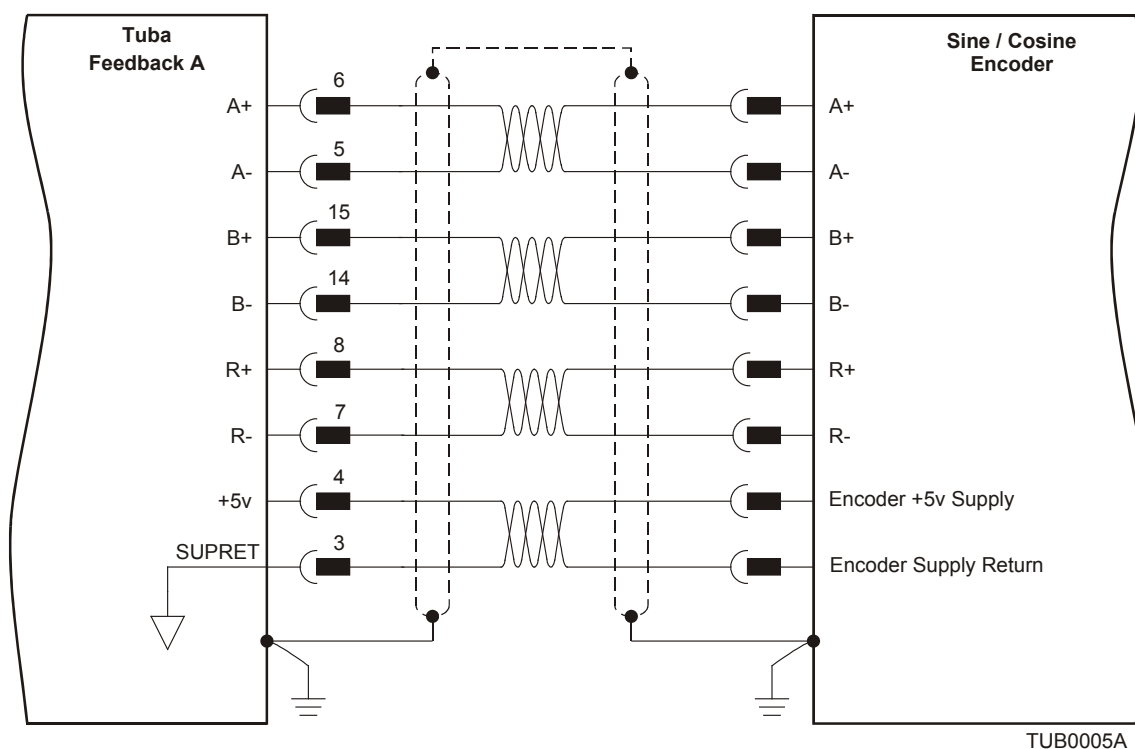 Tuba
Feedback A
Sine / Cosine
Encoder
A+ 6 A+
A- 5 A-
B+ 15 B+
B- 14 B-
R+ 8 R+
R- 7 R-
+5v 4 Encoder +5v Supply
SUPRET 3 Encoder Supply Return
TUB0005A